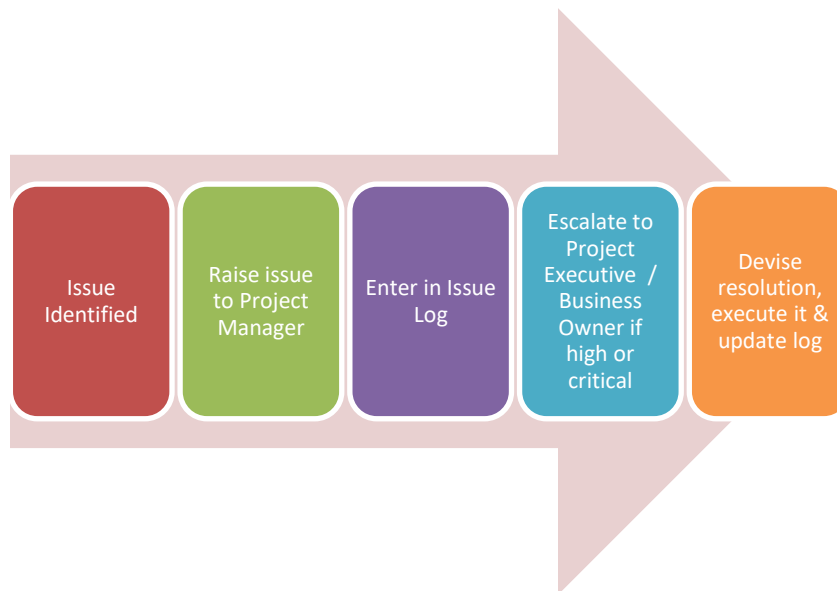 Issue
Identified
Raise issue
to Project
Manager
Enter in Issue
Log
Escalate to
Project
Executive /
Business
Owner if
high or
critical
Devise
resolution,
execute it &
update log